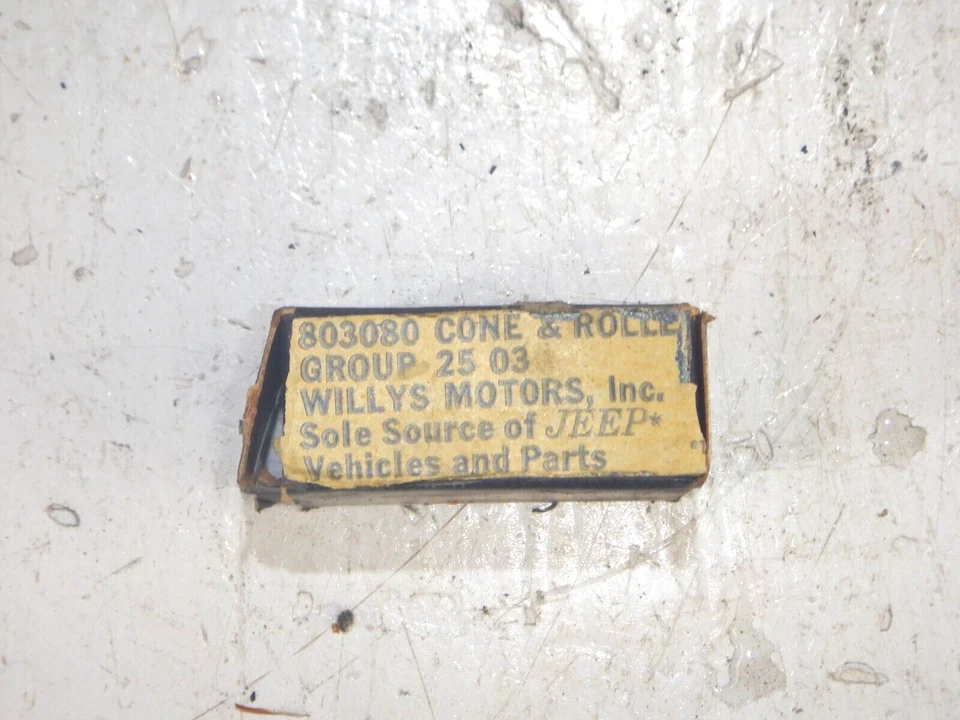 803080 CONE & ROLLE
GROUP 25 03
WILLYS MOTORS, Inc.
Sole Source of JEEP*
Vehicles and Parts